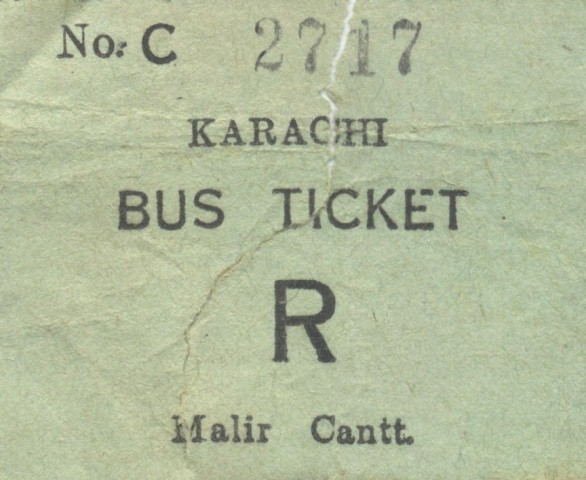 No. C 2717
KARACHI
BUS TICKET
R
Malir Cantt.